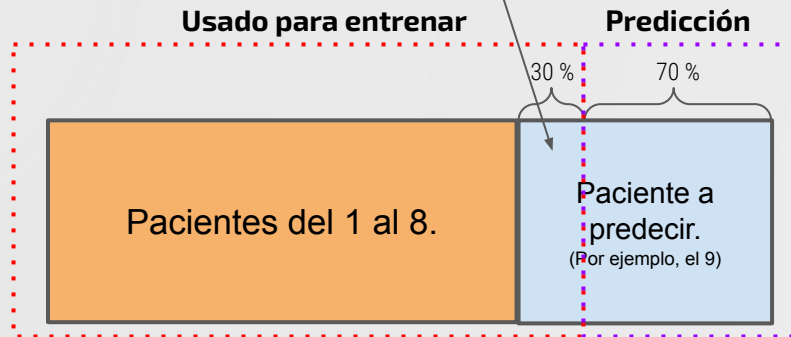 Usado para entrenar
Predicción
30 %
70 %
Pacientes del 1 al 8.
Paciente a
predecir.
(Por ejemplo, el 9)